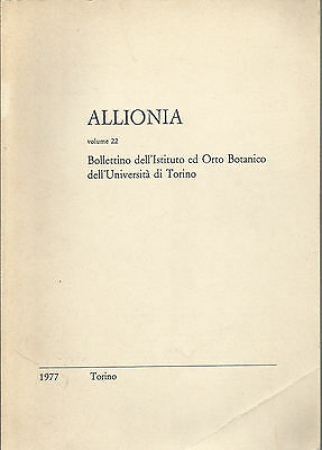 ALLIONIA
volume 22
Bollettino dell'Istituto ed Orto Botanico
dell'Università di Torino
1977 Torino